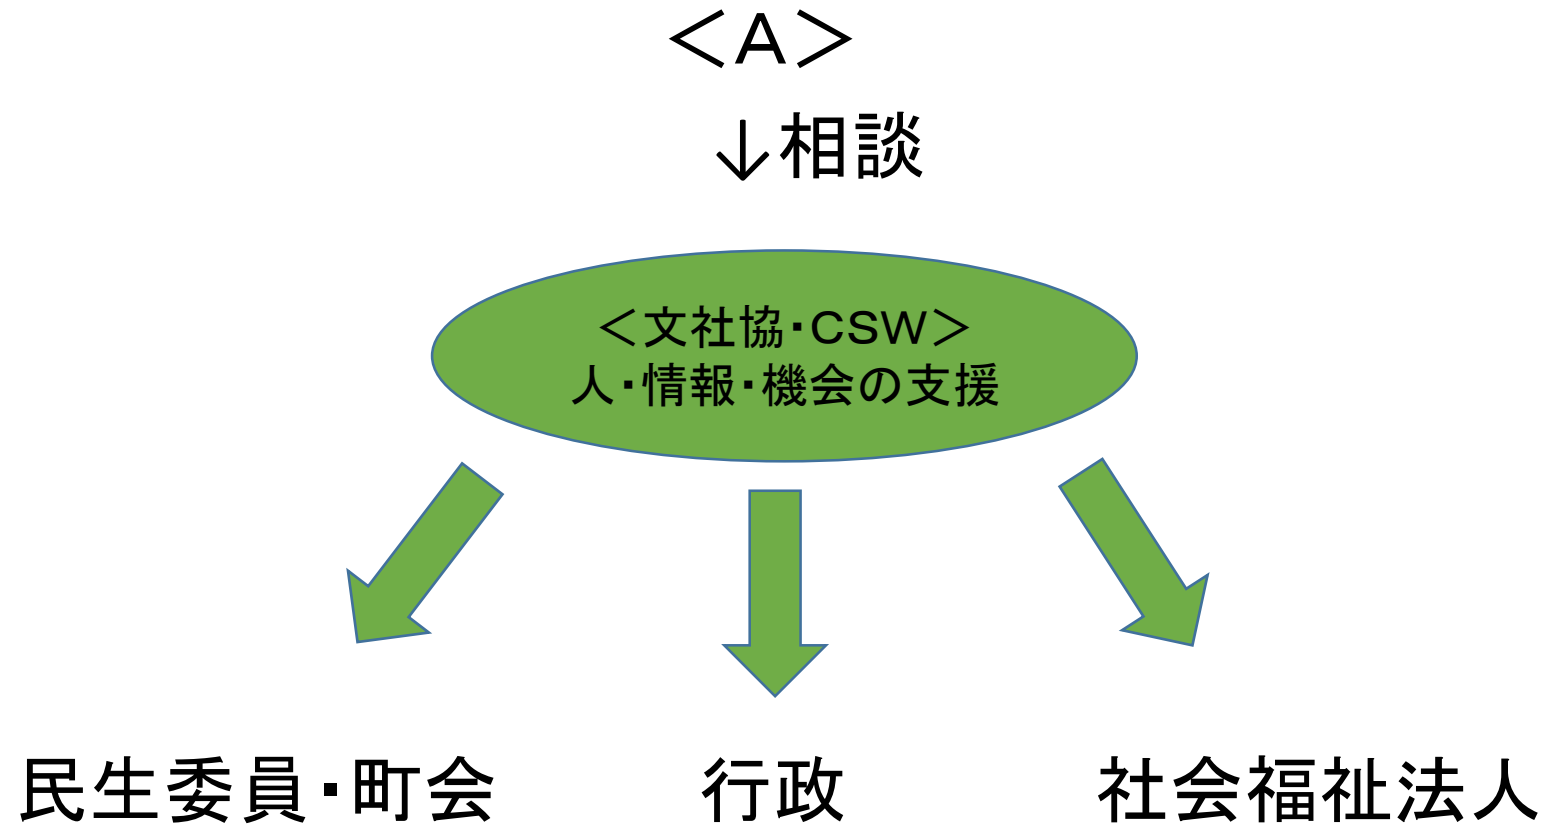 ＜A＞
↓相談
＜文社協・CSW＞
人・情報・機会の支援
民生委員・町会
行政
社会福祉法人